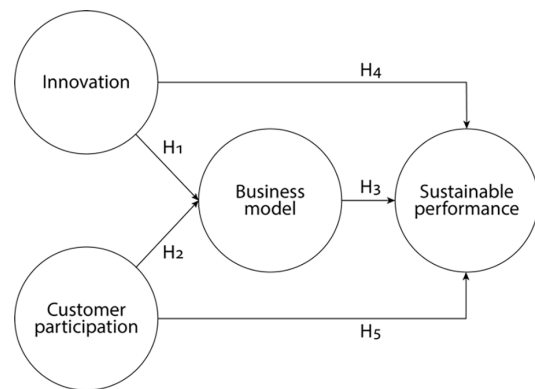 Innovation
H4
H1
Business
model
H3
Sustainable
performance
H2
Customer
participation
H5